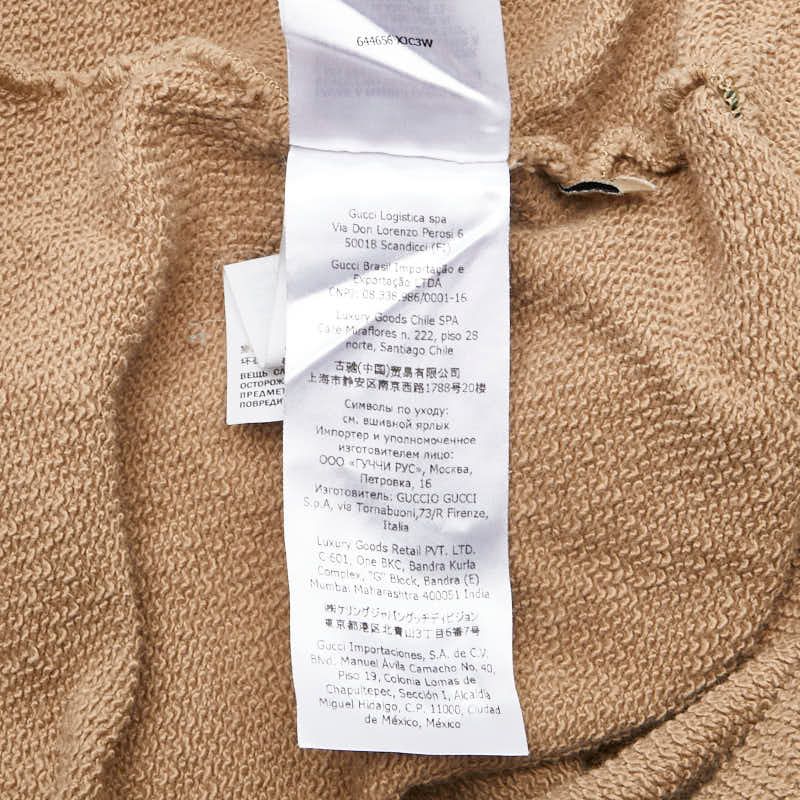 644656 XJC3W
Gucci Logistica spa
Via Don Lorenzo Perosi 6
50018 Scandicci (FI)
Gucci Brasil Importação e
Exportação LTDA
CNPJ: 08.338.986/0001-16
Luxury Goods Chile SPA
Calle Miraflores n. 222, piso 28
norte, Santiago Chile
古驰(中国)贸易有限公司
上海市静安区南京西路1788号20楼
Символы по уходу:
см. вшивной ярлык
Импортер и уполномоченное
изготовителем лицо:
ООО «ГУЧЧИ РУС», Москва,
Петровка, 16
Изготовитель: GUCCIO GUCCI
S.p.A, via Tornabuoni,73/R Firenze,
Italia
Luxury Goods Retail PVT. LTD.
C-601, One BKC, Bandra Kurla
Complex, "G" Block, Bandra (E)
Mumbai Maharashtra 400051 India
㈱ケリングジャパングッチディビジョン
東京都港区北青山3丁目6番7号
Gucci Importaciones, S.A. de C.V.
Blvd. Manuel Ávila Camacho No. 40,
Piso 19, Colonia Lomas de
Chapultepec, Sección 1, Alcaldía
Miguel Hidalgo, C.P. 11000, Ciudad
de México, México
ВЕЩЬ
ОСТОРОЖ
ПРЕДМЕТ
ПОВРЕДИ